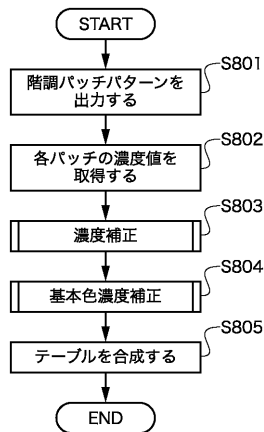 START
S801
階調パッチパターンを
出力する
S802
各パッチの濃度値を
取得する
S803
濃度補正
S804
基本色濃度補正
S805
テーブルを合成する
END